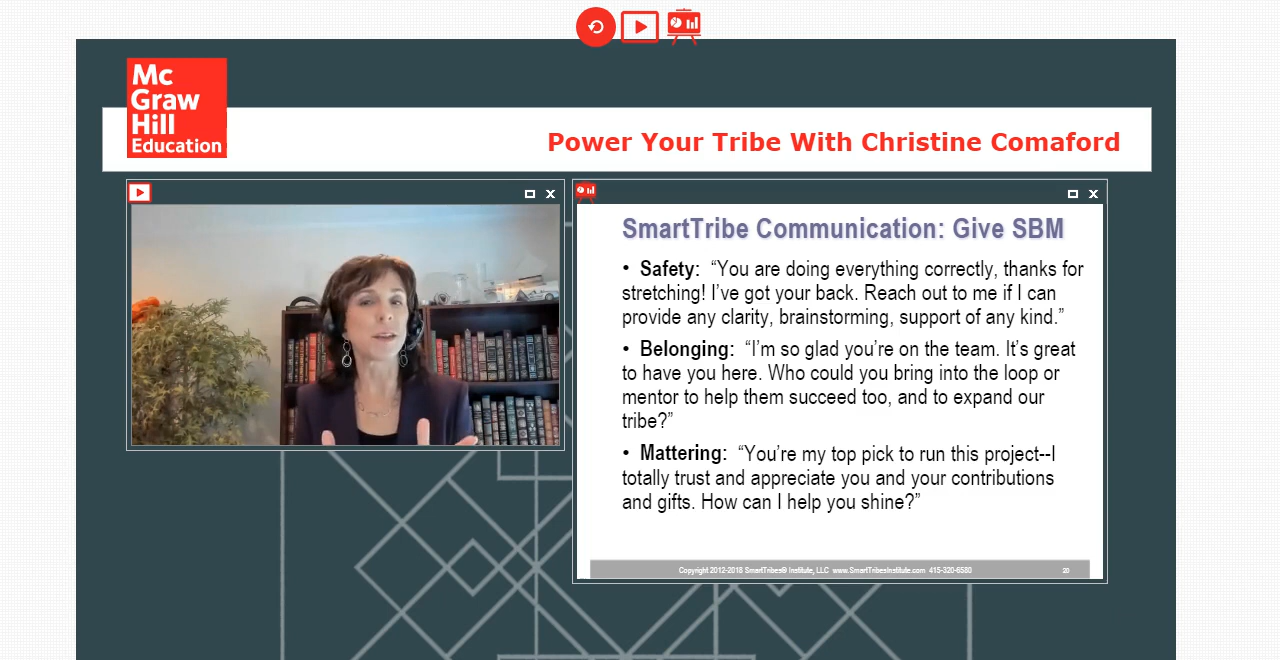 Mc
Graw
Hill
Education
Power Your Tribe With Christine Comaford
SmartTribe Communication: Give SBM
• Safety: “You are doing everything correctly, thanks for
stretching! I’ve got your back. Reach out to me if I can
provide any clarity, brainstorming, support of any kind.”
• Belonging: “I’m so glad you’re on the team. It’s great
to have you here. Who could you bring into the loop or
mentor to help them succeed too, and to expand our
tribe?”
• Mattering: “You’re my top pick to run this project--I
totally trust and appreciate you and your contributions
and gifts. How can I help you shine?”
Copyright 2012-2018 SmartTribes® Institute, LLC www.SmartTribesInstitute.com 415-320-6580
20